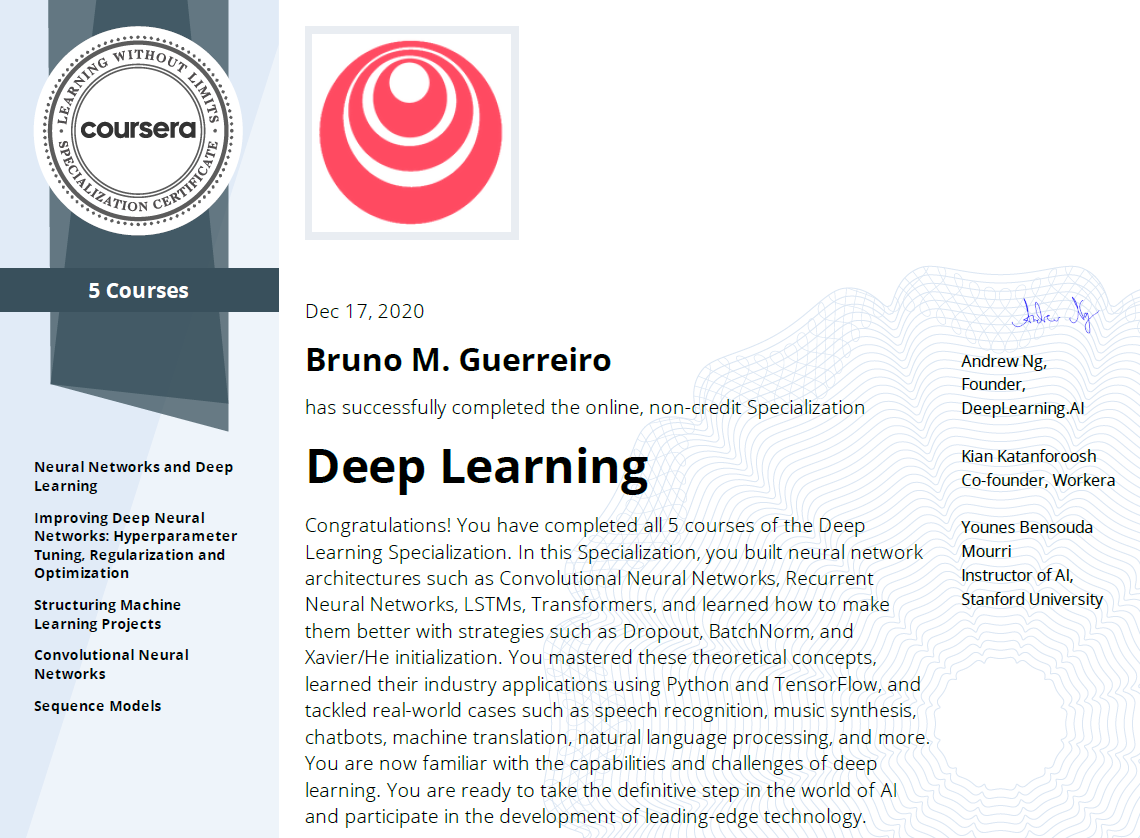 LEARNING WITHOUT LIMITS
coursera
SPECIALIZATION CERTIFICATE
5 Courses
Neural Networks and Deep
Learning
Improving Deep Neural
Networks: Hyperparameter
Tuning, Regularization and
Optimization
Structuring Machine
Learning Projects
Convolutional Neural
Networks
Sequence Models
Dec 17, 2020
Bruno M. Guerreiro
has successfully completed the online, non-credit Specialization
Deep Learning
Congratulations! You have completed all 5 courses of the Deep
Learning Specialization. In this Specialization, you built neural network
architectures such as Convolutional Neural Networks, Recurrent
Neural Networks, LSTMs, Transformers, and learned how to make
them better with strategies such as Dropout, BatchNorm, and
Xavier/He initialization. You mastered these theoretical concepts,
learned their industry applications using Python and TensorFlow, and
tackled real-world cases such as speech recognition, music synthesis,
chatbots, machine translation, natural language processing, and more.
You are now familiar with the capabilities and challenges of deep
learning. You are ready to take the definitive step in the world of AI
and participate in the development of leading-edge technology.
Andrew Ng
Andrew Ng,
Founder,
DeepLearning.AI
Kian Katanforoosh
Co-founder, Workera
Younes Bensouda
Mourri
Instructor of AI,
Stanford University